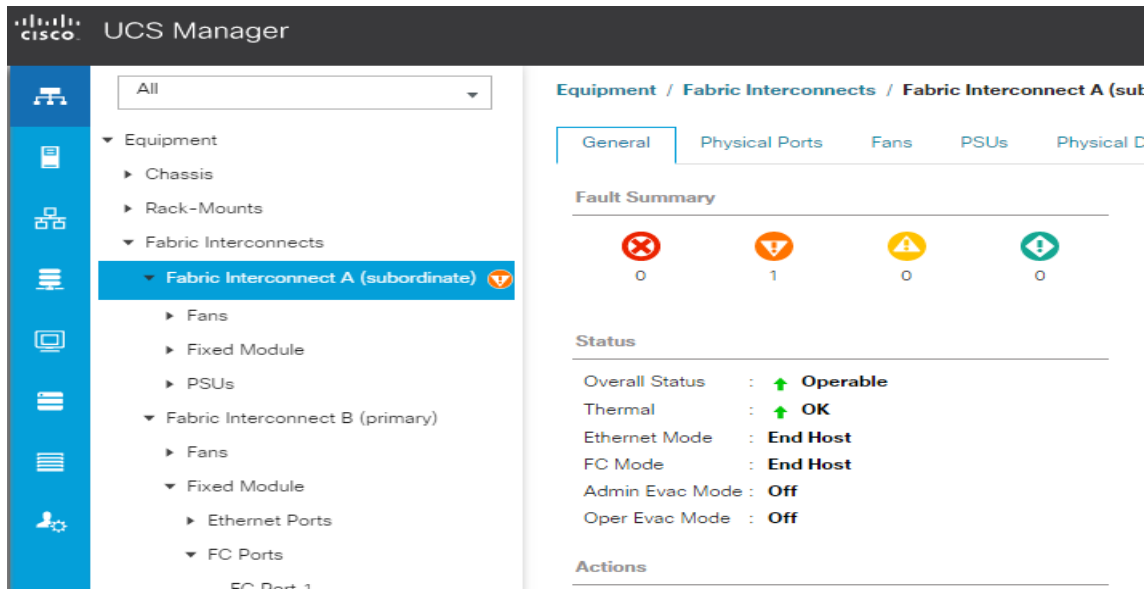 cisco. UCS Manager
All
Equipment
Chassis
Rack-Mounts
Fabric Interconnects
Fabric Interconnect A (subordinate)
Fans
Fixed Module
PSUs
Fabric Interconnect B (primary)
Fans
Fixed Module
Ethernet Ports
FC Ports
FC Port 1
Equipment / Fabric Interconnects / Fabric Interconnect A (sub
General Physical Ports Fans PSUs Physical D
Fault Summary
0 1 0 0
Status
Overall Status : Operable
Thermal : OK
Ethernet Mode : End Host
FC Mode : End Host
Admin Evac Mode : Off
Oper Evac Mode : Off
Actions